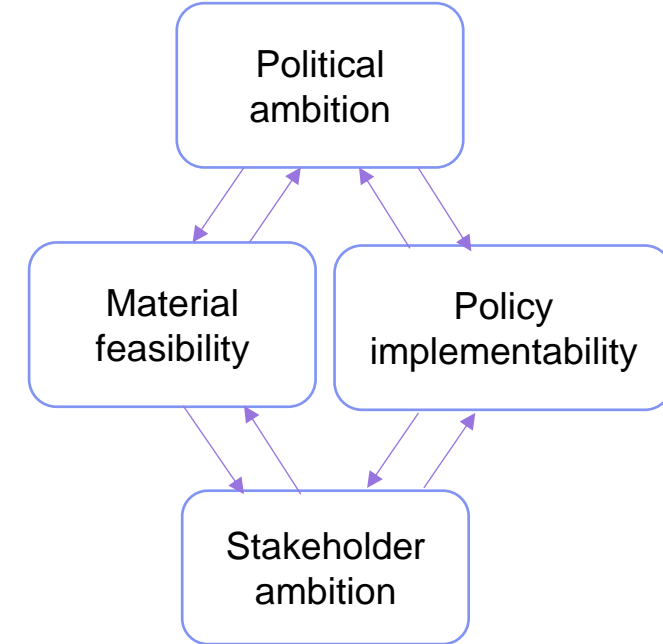 Political
ambition
Material
feasibility
Policy
implementability
Stakeholder
ambition